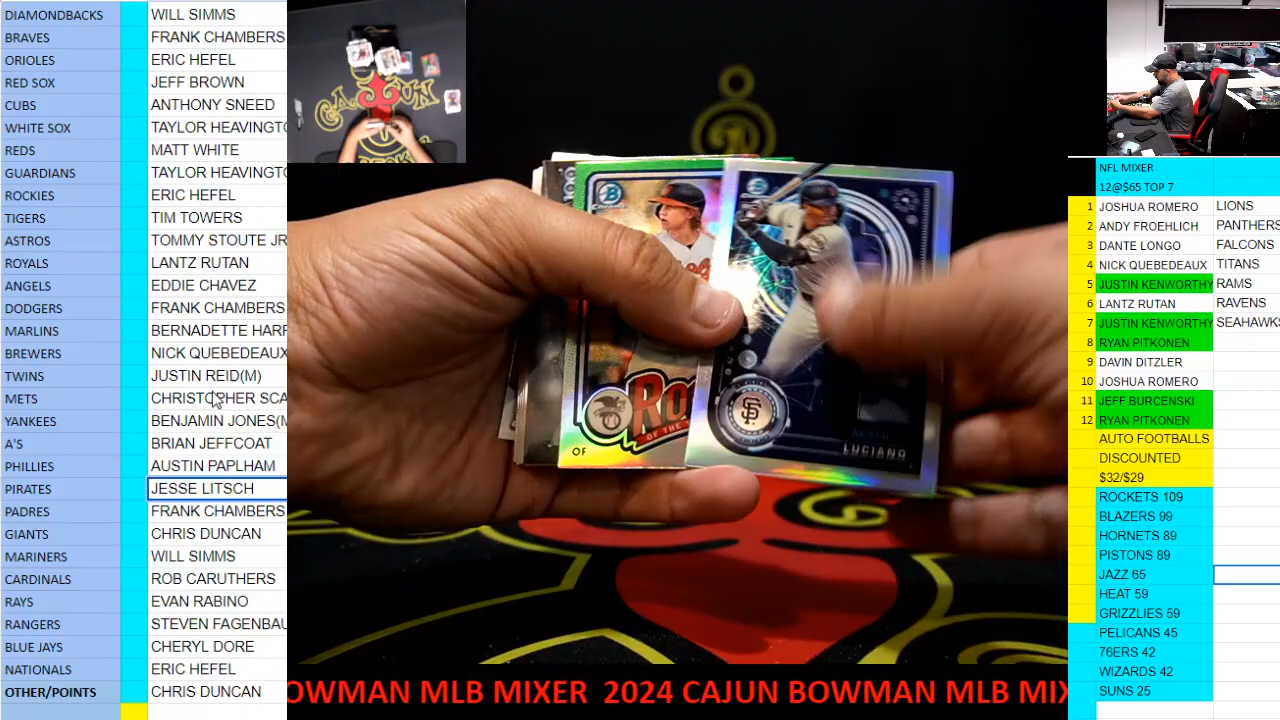 DIAMONDBACKS WILL SIMMS
BRAVES FRANK CHAMBERS
ORIOLES ERIC HEFEL
RED SOX JEFF BROWN
CUBS ANTHONY SNEED
WHITE SOX TAYLOR HEAVINGTO
REDS MATT WHITE
GUARDIANS TAYLOR HEAVINGTO
ROCKIES ERIC HEFEL
TIGERS TIM TOWERS
ASTROS TOMMY STOUTE JR
ROYALS LANTZ RUTAN
ANGELS EDDIE CHAVEZ
DODGERS FRANK CHAMBERS
MARLINS BERNADETTE HARR
BREWERS NICK QUEBEDEAUX
TWINS JUSTIN REID(M)
METS CHRISTOPHER SCA
YANKEES BENJAMIN JONES(M
A'S BRIAN JEFFCOAT
PHILLIES AUSTIN PAPLHAM
PIRATES JESSE LITSCH
PADRES FRANK CHAMBERS
GIANTS CHRIS DUNCAN
MARINERS WILL SIMMS
CARDINALS ROB CARUTHERS
RAYS EVAN RABINO
RANGERS STEVEN FAGENBAU
BLUE JAYS CHERYL DORE
NATIONALS ERIC HEFEL
OTHER/POINTS CHRIS DUNCAN
RO
OF THE
OF
SF
LUCIANO
OWMAN MLB MIXER 2024 CAJUN BOWMAN MLB MIX
NFL MIXER
12@$65 TOP 7
1 JOSHUA ROMERO LIONS
2 ANDY FROEHLICH PANTHERS
3 DANTE LONGO FALCONS
4 NICK QUEBEDEAUX TITANS
5 JUSTIN KENWORTHY RAMS
6 LANTZ RUTAN RAVENS
7 JUSTIN KENWORTHY SEAHAWKS
8 RYAN PITKONEN
9 DAVIN DITZLER
10 JOSHUA ROMERO
11 JEFF BURCENSKI
12 RYAN PITKONEN
AUTO FOOTBALLS
DISCOUNTED
$32/$29
ROCKETS 109
BLAZERS 99
HORNETS 89
PISTONS 89
JAZZ 65
HEAT 59
GRIZZLIES 59
PELICANS 45
76ERS 42
WIZARDS 42
SUNS 25